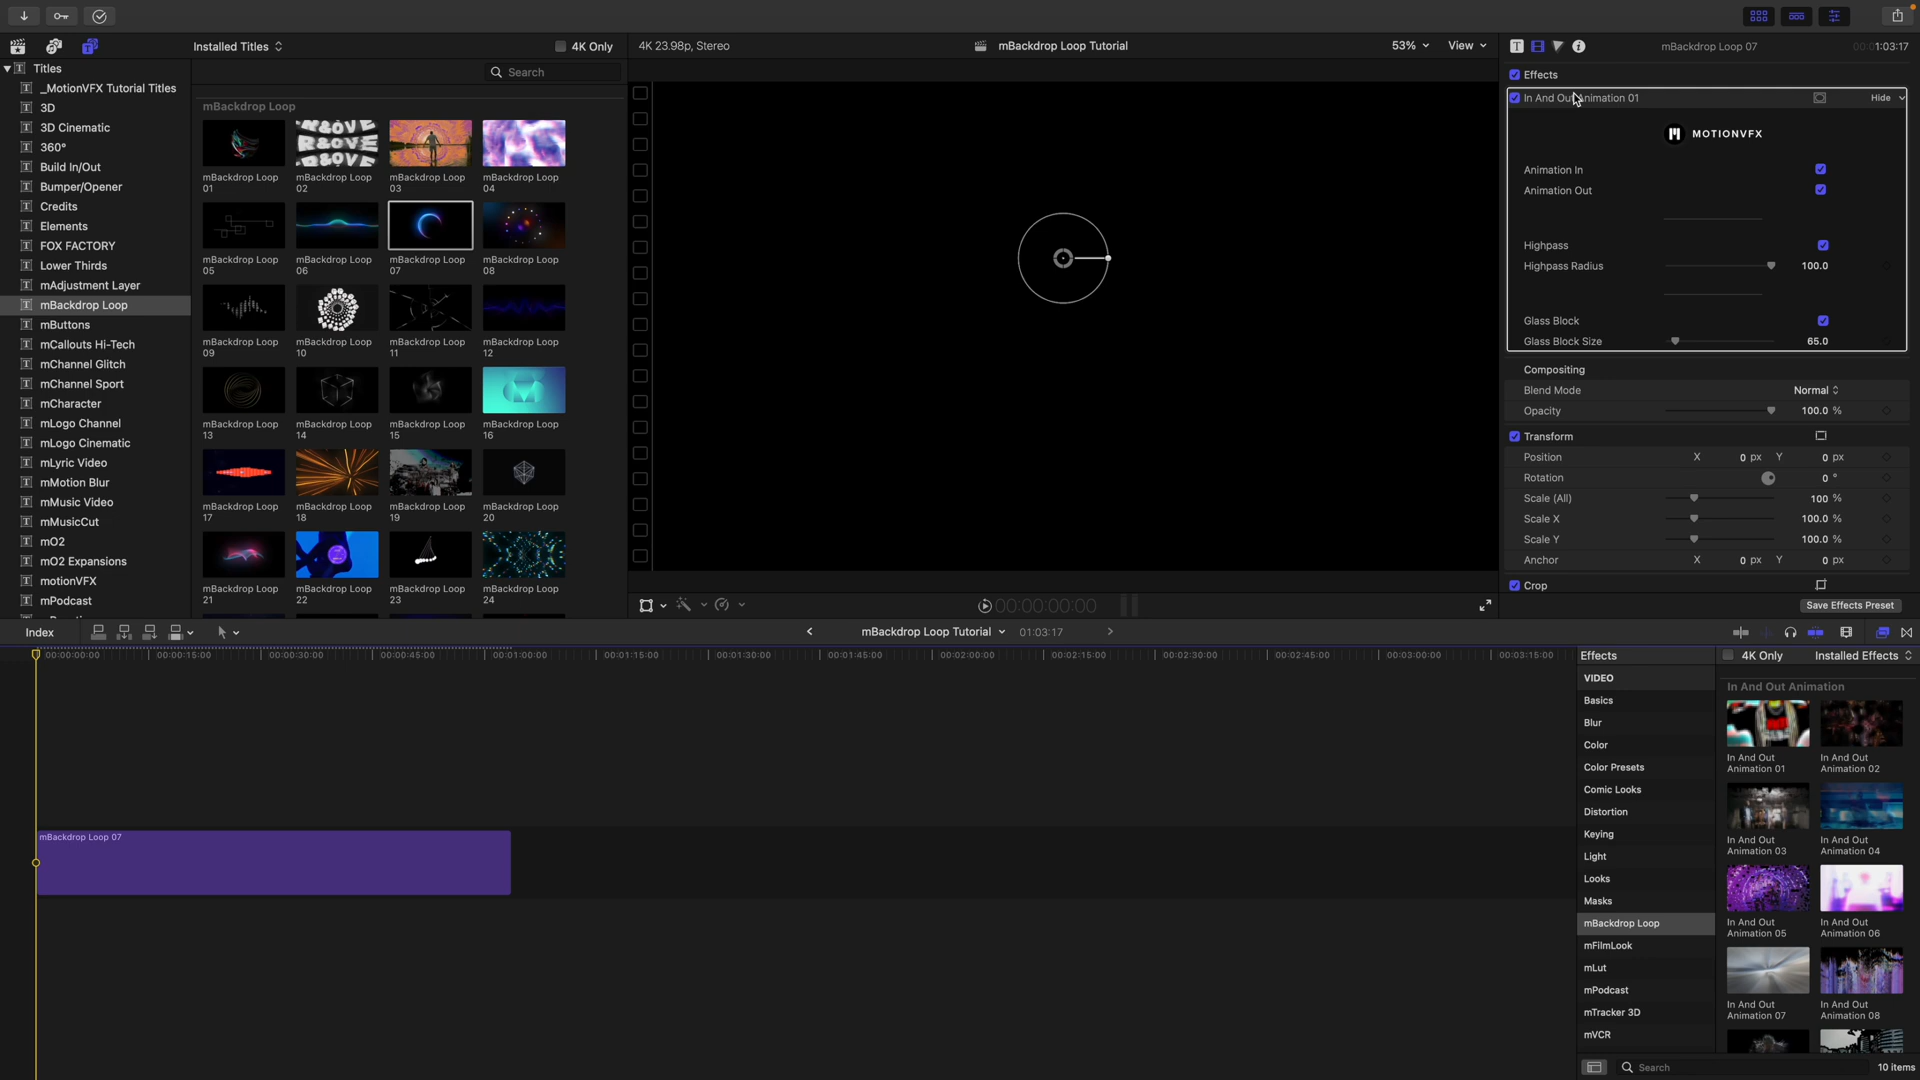 Installed Titles
4K Only
4K 23.98p, Stereo
mBackdrop Loop Tutorial
53%
View
mBackdrop Loop 07
00:01:03:17
Titles
_MotionVFX Tutorial Titles
3D
3D Cinematic
360°
Build In/Out
Bumper/Opener
Credits
Elements
FOX FACTORY
Lower Thirds
mAdjustment Layer
mBackdrop Loop
mButtons
mCallouts Hi-Tech
mChannel Glitch
mChannel Sport
mCharacter
mLogo Channel
mLogo Cinematic
mLyric Video
mMotion Blur
mMusic Video
mMusicCut
mO2
mO2 Expansions
motionVFX
mPodcast
Search
mBackdrop Loop
R&OVE
R&OVE
R&OVE
mBackdrop Loop 01
mBackdrop Loop 02
mBackdrop Loop 03
mBackdrop Loop 04
mBackdrop Loop 05
mBackdrop Loop 06
mBackdrop Loop 07
mBackdrop Loop 08
mBackdrop Loop 09
mBackdrop Loop 10
mBackdrop Loop 11
mBackdrop Loop 12
mBackdrop Loop 13
mBackdrop Loop 14
mBackdrop Loop 15
mBackdrop Loop 16
mBackdrop Loop 17
mBackdrop Loop 18
mBackdrop Loop 19
mBackdrop Loop 20
mBackdrop Loop 21
mBackdrop Loop 22
mBackdrop Loop 23
mBackdrop Loop 24
00:00:00:00
Effects
In And Out Animation 01
Hide
MOTIONVFX
Animation In
Animation Out
Highpass
Highpass Radius 100.0
Glass Block
Glass Block Size 65.0
Compositing
Blend Mode Normal
Opacity 100.0 %
Transform
Position X 0 px Y 0 px
Rotation 0 °
Scale (All) 100 %
Scale X 100.0 %
Scale Y 100.0 %
Anchor X 0 px Y 0 px
Crop
Save Effects Preset
Index
mBackdrop Loop Tutorial 01:03:17
00:00:00:00 00:00:15:00 00:00:30:00 00:00:45:00 00:01:00:00 00:01:15:00 00:01:30:00 00:01:45:00 00:02:00:00 00:02:15:00 00:02:30:00 00:02:45:00 00:03:00:00 00:03:15:00
mBackdrop Loop 07
Effects
4K Only
Installed Effects
VIDEO
Basics
Blur
Color
Color Presets
Comic Looks
Distortion
Keying
Light
Looks
Masks
mBackdrop Loop
mFilmLook
mLut
mPodcast
mTracker 3D
mVCR
In And Out Animation
In And Out Animation 01
In And Out Animation 02
In And Out Animation 03
In And Out Animation 04
In And Out Animation 05
In And Out Animation 06
In And Out Animation 07
In And Out Animation 08
Search
10 items